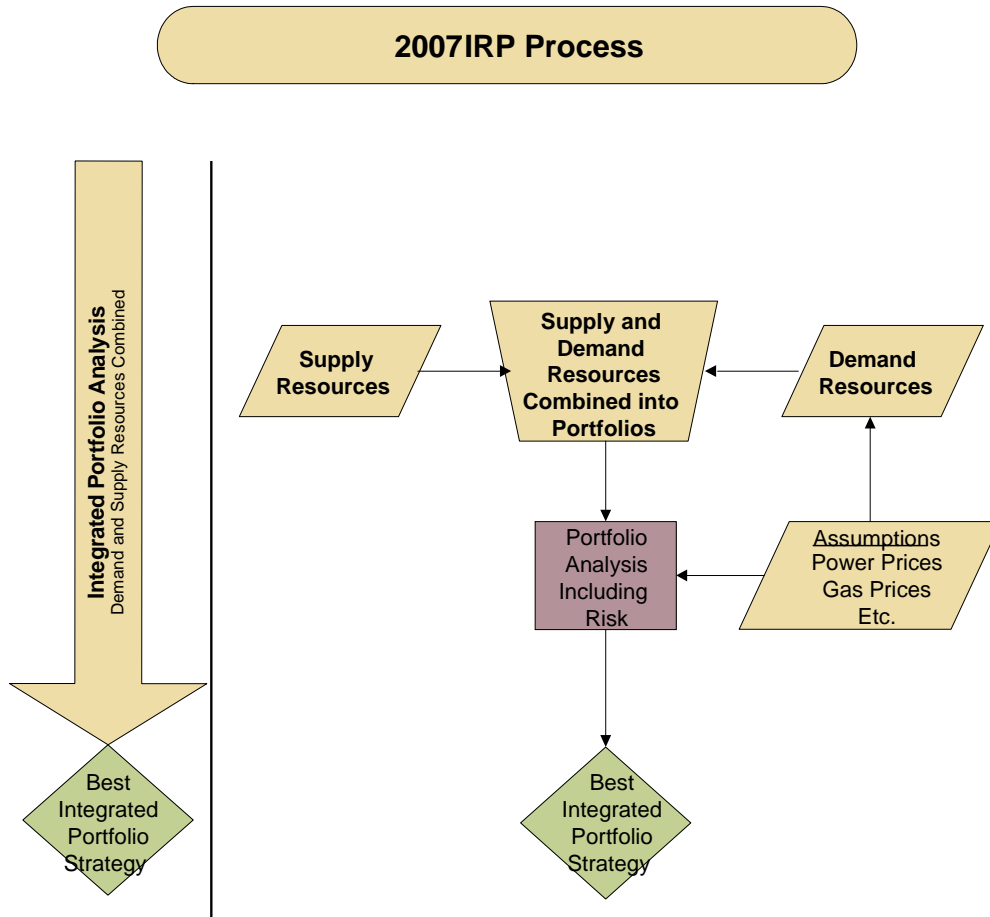 2007IRP Process
Integrated Portfolio Analysis
Demand and Supply Resources Combined
Best
Integrated
Portfolio
Strategy
Supply
Resources
Supply and
Demand
Resources
Combined into
Portfolios
Demand
Resources
Portfolio
Analysis
Including
Risk
Assumptions
Power Prices
Gas Prices
Etc.
Best
Integrated
Portfolio
Strategy